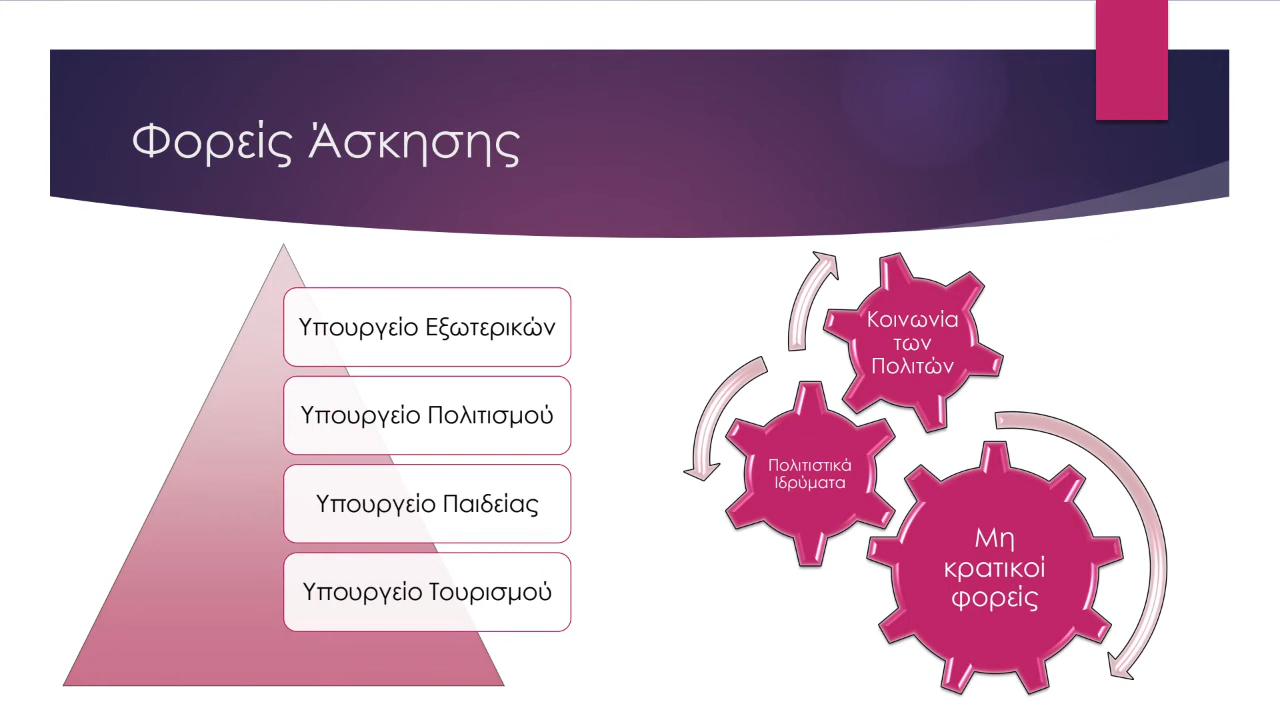 Φορείς Άσκησης
Υπουργείο Εξωτερικών
Υπουργείο Πολιτισμού
Υπουργείο Παιδείας
Υπουργείο Τουρισμού
Κοινωνία
των
Πολιτών
Πολιτιστικά
Ιδρύματα
Μη
κρατικοί
φορείς